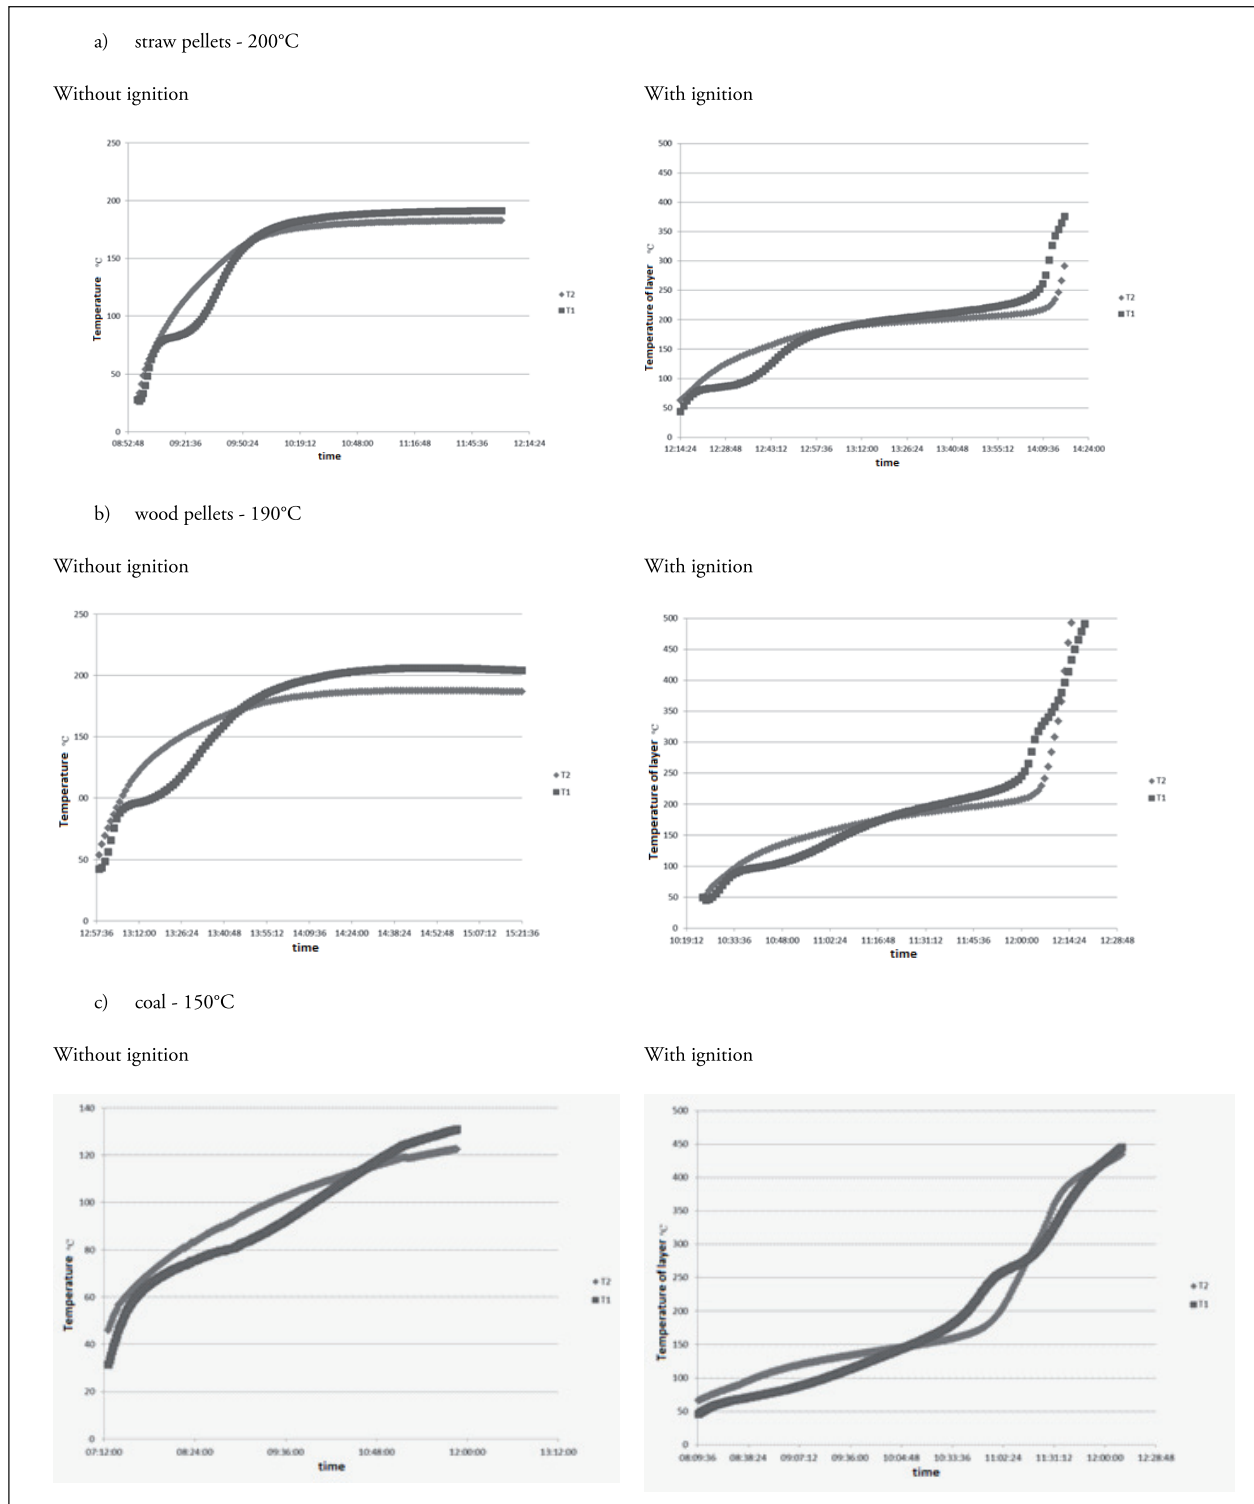 a) straw pellets - 200°C
Without ignition
With ignition
250
200
150
100
50
0
Temperature °C
08:52:48 09:21:36 09:50:24 10:19:12 10:48:00 11:16:48 11:45:36 12:14:24
time
T2
T1
500
450
400
350
300
250
200
150
100
50
0
Temperature of layer °C
12:14:24 12:28:48 12:43:12 12:57:36 13:12:00 13:26:24 13:40:48 13:55:12 14:09:36 14:24:00
time
T2
T1
b) wood pellets - 190°C
Without ignition
With ignition
250
200
150
00
50
0
Temperature °C
12:57:36 13:12:00 13:26:24 13:40:48 13:55:12 14:09:36 14:24:00 14:38:24 14:52:48 15:07:12 15:21:36
time
T2
T1
500
450
400
350
300
250
200
150
100
50
0
Temperature of layer °C
10:19:12 10:33:36 10:48:00 11:02:24 11:16:48 11:31:12 11:45:36 12:00:00 12:14:24 12:28:48
time
T2
T1
c) coal - 150°C
Without ignition
With ignition
140
120
100
80
60
40
20
0
Temperature °C
07:12:00 08:24:00 09:36:00 10:48:00 12:00:00 13:12:00
time
T2
T1
500
450
400
350
300
250
200
150
100
50
0
Temperature of layer °C
08:09:36 08:38:24 09:07:12 09:36:00 10:04:48 10:33:36 11:02:24 11:31:12 12:00:00 12:28:48
time
T2
T1